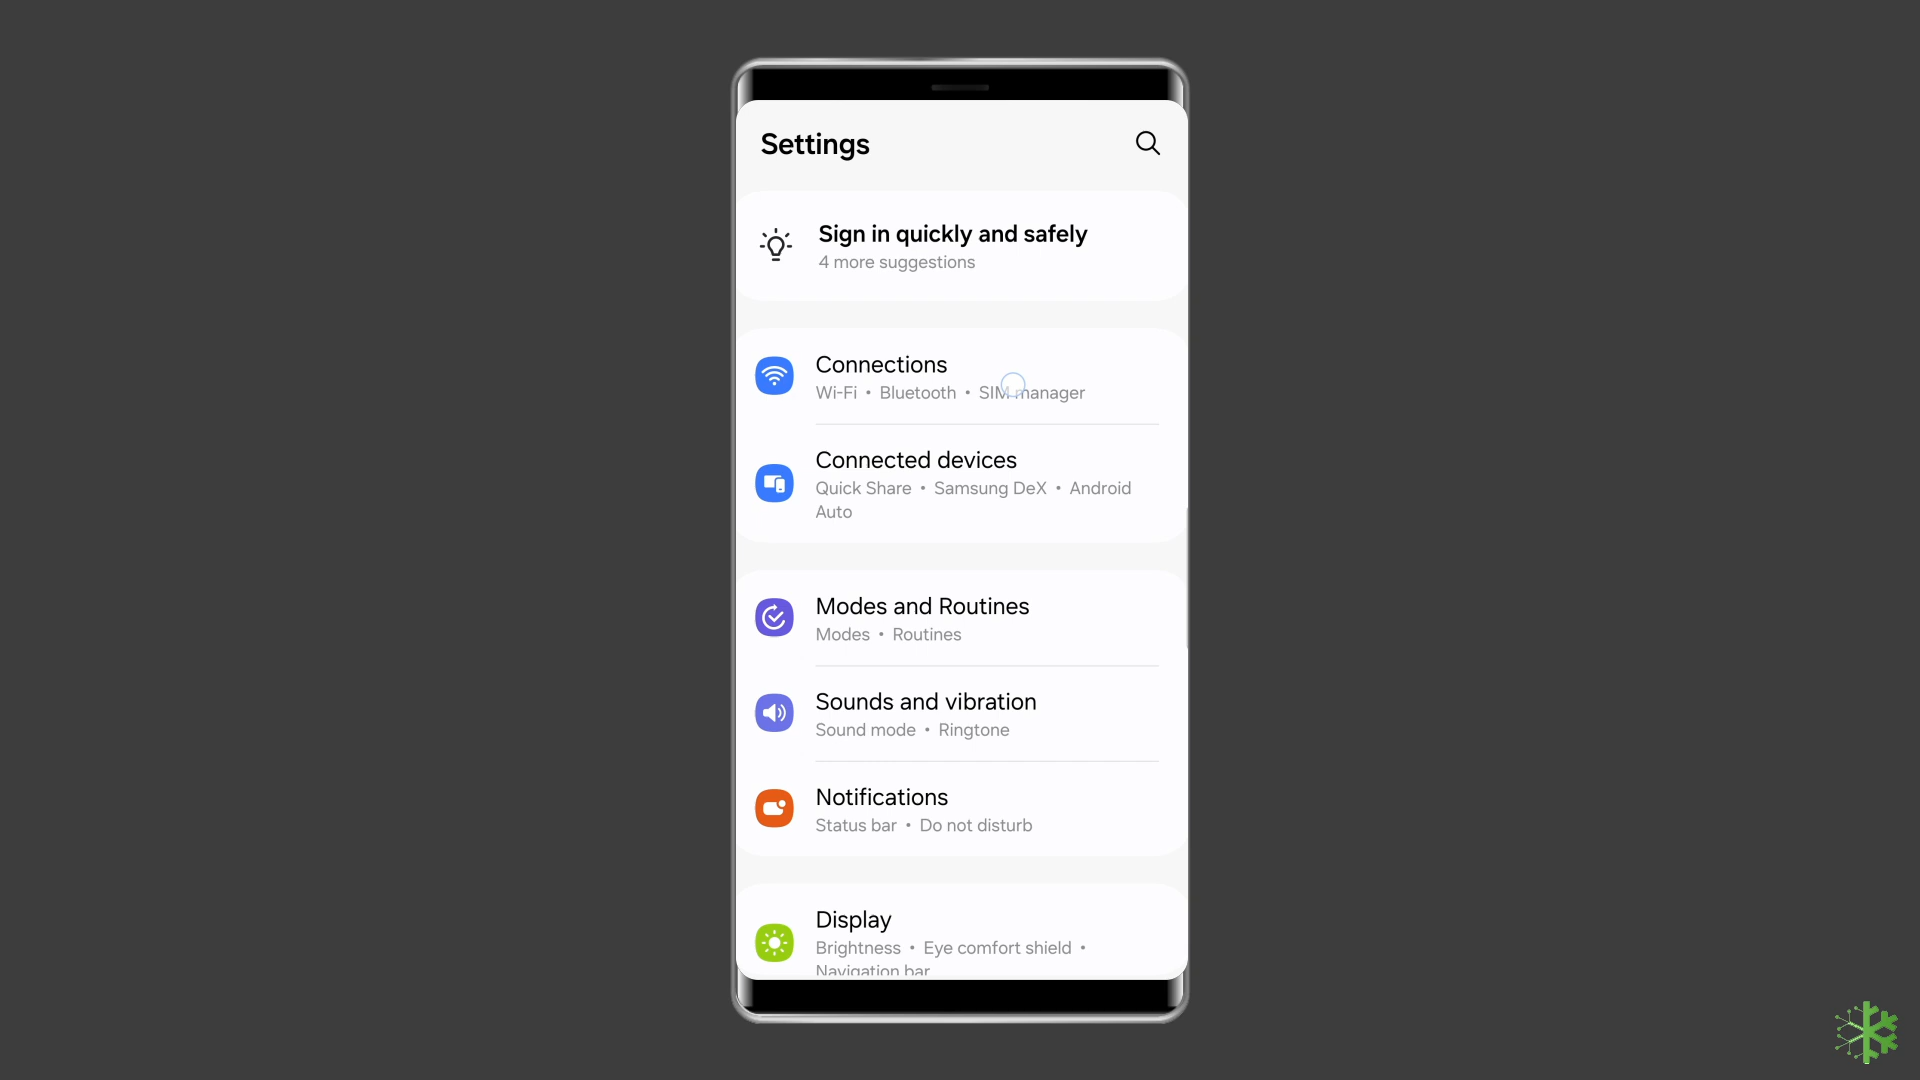 Settings
Sign in quickly and safely
4 more suggestions
Connections
Wi-Fi • Bluetooth • SIM manager
Connected devices
Quick Share • Samsung DeX • Android
Auto
Modes and Routines
Modes • Routines
Sounds and vibration
Sound mode • Ringtone
Notifications
Status bar • Do not disturb
Display
Brightness • Eye comfort shield •
Navigation bar